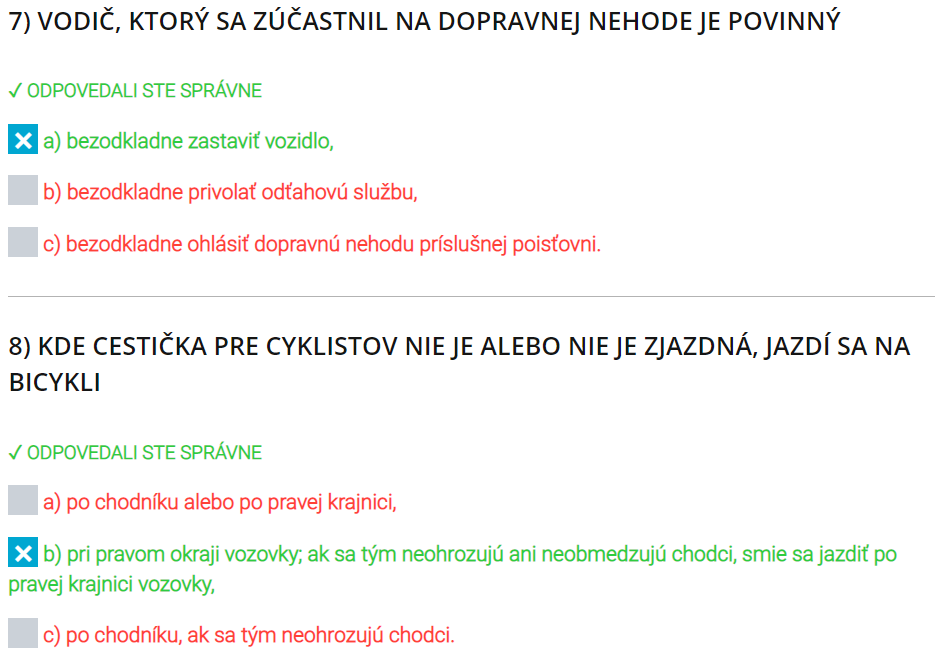 7) VODIČ, KTORÝ SA ZÚČASTNIL NA DOPRAVNEJ NEHODE JE POVINNÝ
✓ ODPOVEDALI STE SPRÁVNE
a) bezodkladne zastaviť vozidlo,
b) bezodkladne privolať odťahovú službu,
c) bezodkladne ohlásiť dopravnú nehodu príslušnej poisťovni.
8) KDE CESTIČKA PRE CYKLISTOV NIE JE ALEBO NIE JE ZJAZDNÁ, JAZDÍ SA NA
BICYKLI
✓ ODPOVEDALI STE SPRÁVNE
a) po chodníku alebo po pravej krajnici,
b) pri pravom okraji vozovky; ak sa tým neohrozujú ani neobmedzujú chodci, smie sa jazdiť po
pravej krajnici vozovky,
c) po chodníku, ak sa tým neohrozujú chodci.